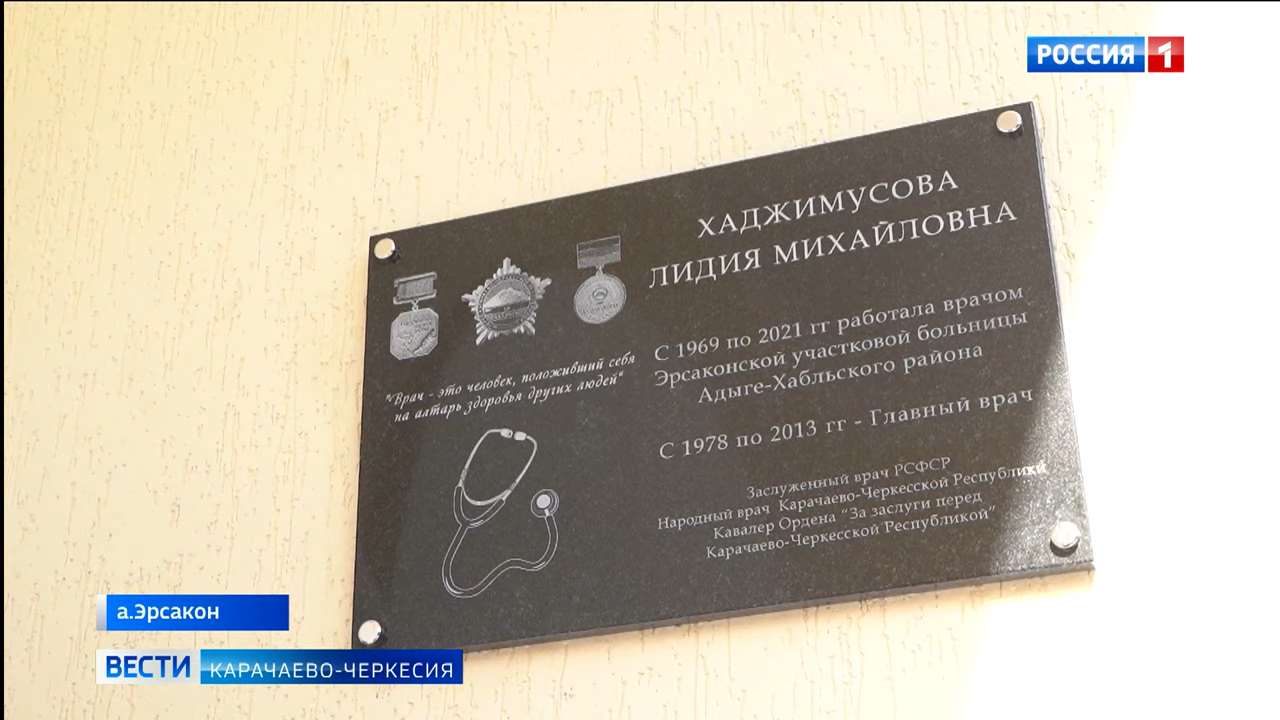 РОССИЯ 1
ХАДЖИМУСОВА
ЛИДИЯ МИХАЙЛОВНА
С 1969 по 2021 гг работала врачом
Эрсаконской участковой больницы
Адыге-Хабльского района
С 1978 по 2013 гг - Главный врач
Заслуженный врач РСФСР
Народный врач Карачаево-Черкесской Республики
Кавалер Ордена "За заслуги перед
Карачаево-Черкесской Республикой"
"Врач - это человек, положивший себя
на алтарь здоровья других людей"
а.Эрсакон
ВЕСТИ КАРАЧАЕВО-ЧЕРКЕСИЯ